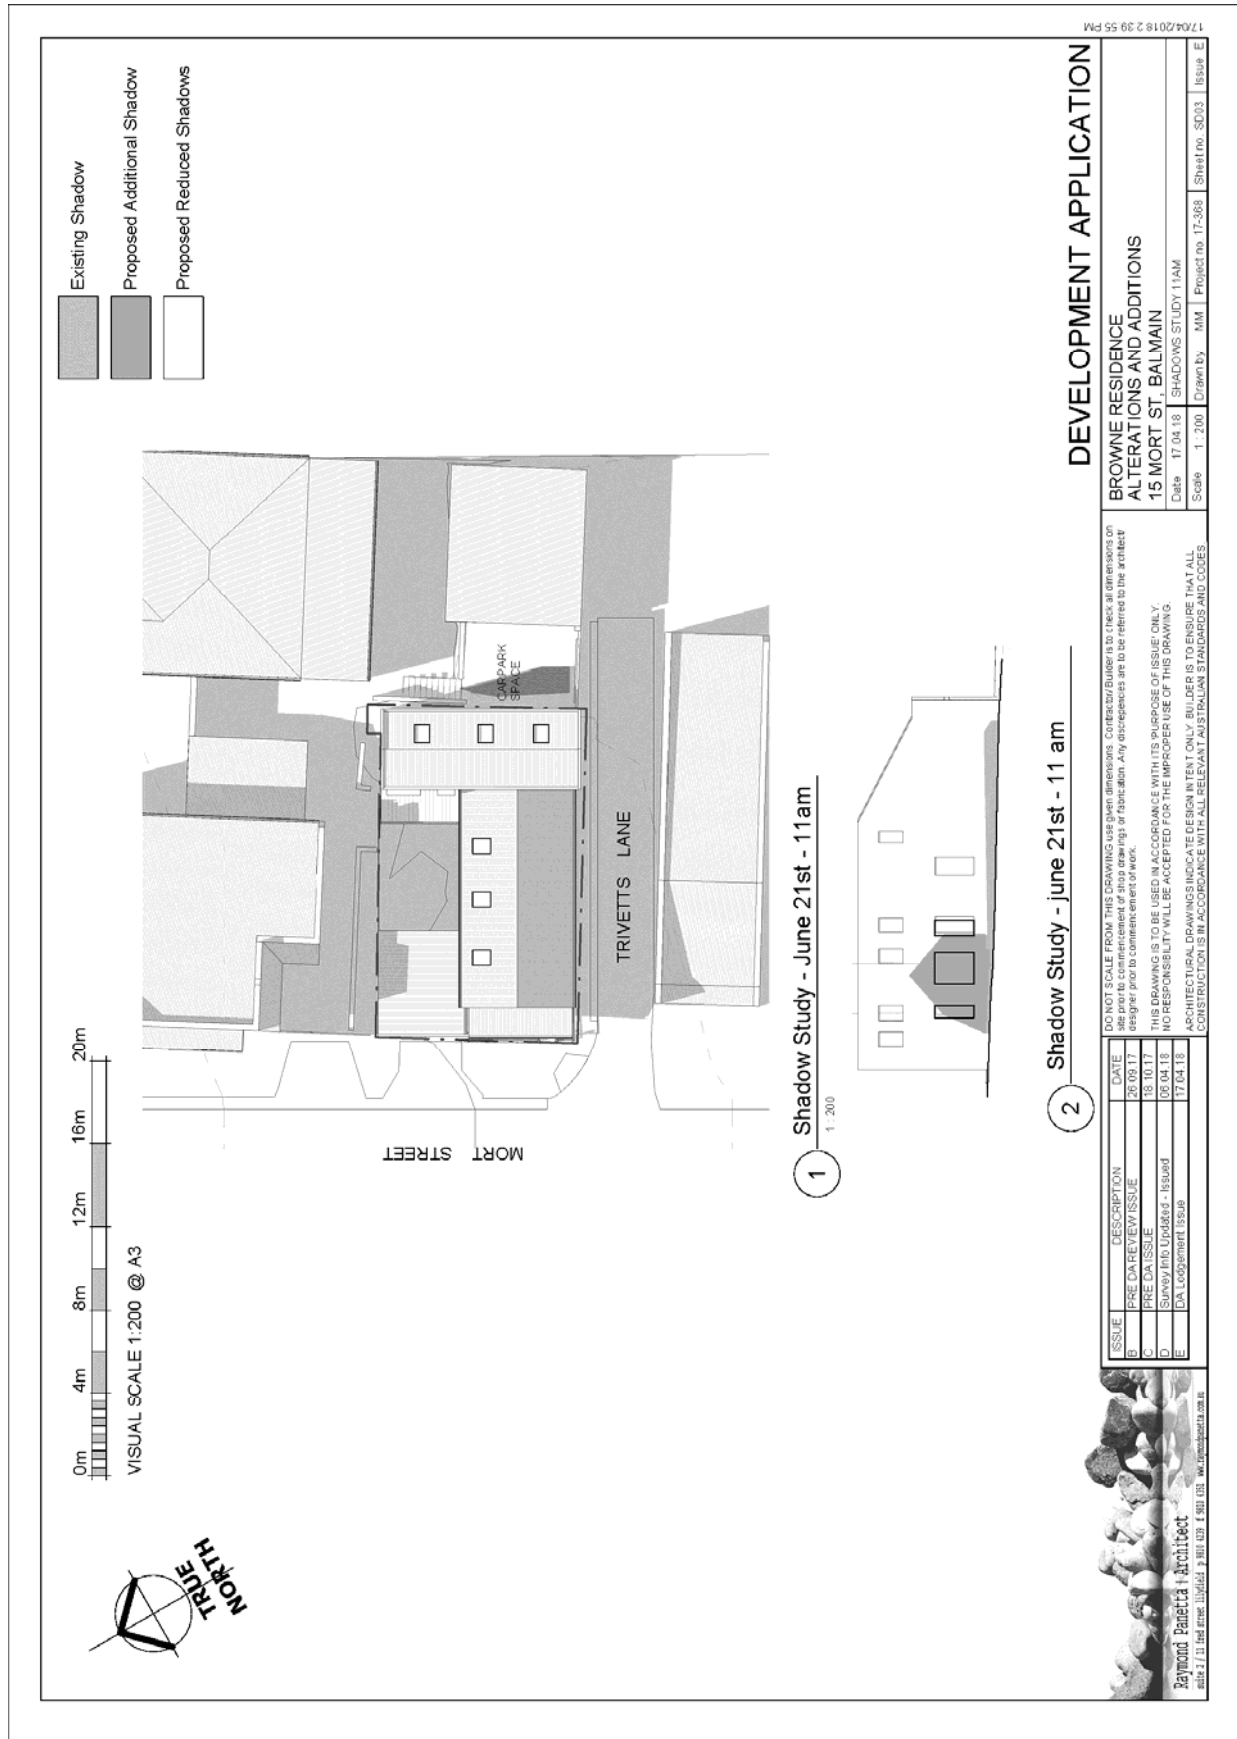 17/04/2018 2:39:55 PM
Existing Shadow
Proposed Additional Shadow
Proposed Reduced Shadows
0m 4m 8m 12m 16m 20m
VISUAL SCALE 1:200 @ A3
TRUE
NORTH
CARPARK
SPACE
TRIVETTS LANE
MORT
STREET
1
Shadow Study - June 21st - 11am
1 : 200
2
Shadow Study - june 21st - 11 am
DEVELOPMENT APPLICATION
Raymond Panetta | Architect
ISSUE DESCRIPTION DATE
B PRE DA REVIEW ISSUE 26.09.17
C PRE DA ISSUE 18.10.17
D Survey Info Updated - Issued 06.04.18
E DA Lodgement Issue 17.04.18
DO NOT SCALE FROM THIS DRAWING use given dimensions. Contractor/Builder is to check all dimensions on
site prior to commencement of shop drawings or fabrication. Any discrepencies are to be referred to the architect/
designer prior to commencement of work.
THIS DRAWING IS TO BE USED IN ACCORDANCE WITH ITS 'PURPOSE OF ISSUE' ONLY.
NO RESPONSIBILITY WILL BE ACCEPTED FOR THE IMPROPER USE OF THIS DRAWING.
ARCHITECTURAL DRAWINGS INDICATE DESIGN INTENT ONLY. BUILDER IS TO ENSURE THAT ALL
CONSTRUCTION IS IN ACCORDANCE WITH ALL RELEVANT AUSTRALIAN STANDARDS AND CODES
BROWNE RESIDENCE
ALTERATIONS AND ADDITIONS
15 MORT ST, BALMAIN
Date 17.04.18 SHADOWS STUDY 11AM
Scale 1 : 200 Drawn by MM Project no. 17-368 Sheet no. SD03 Issue E